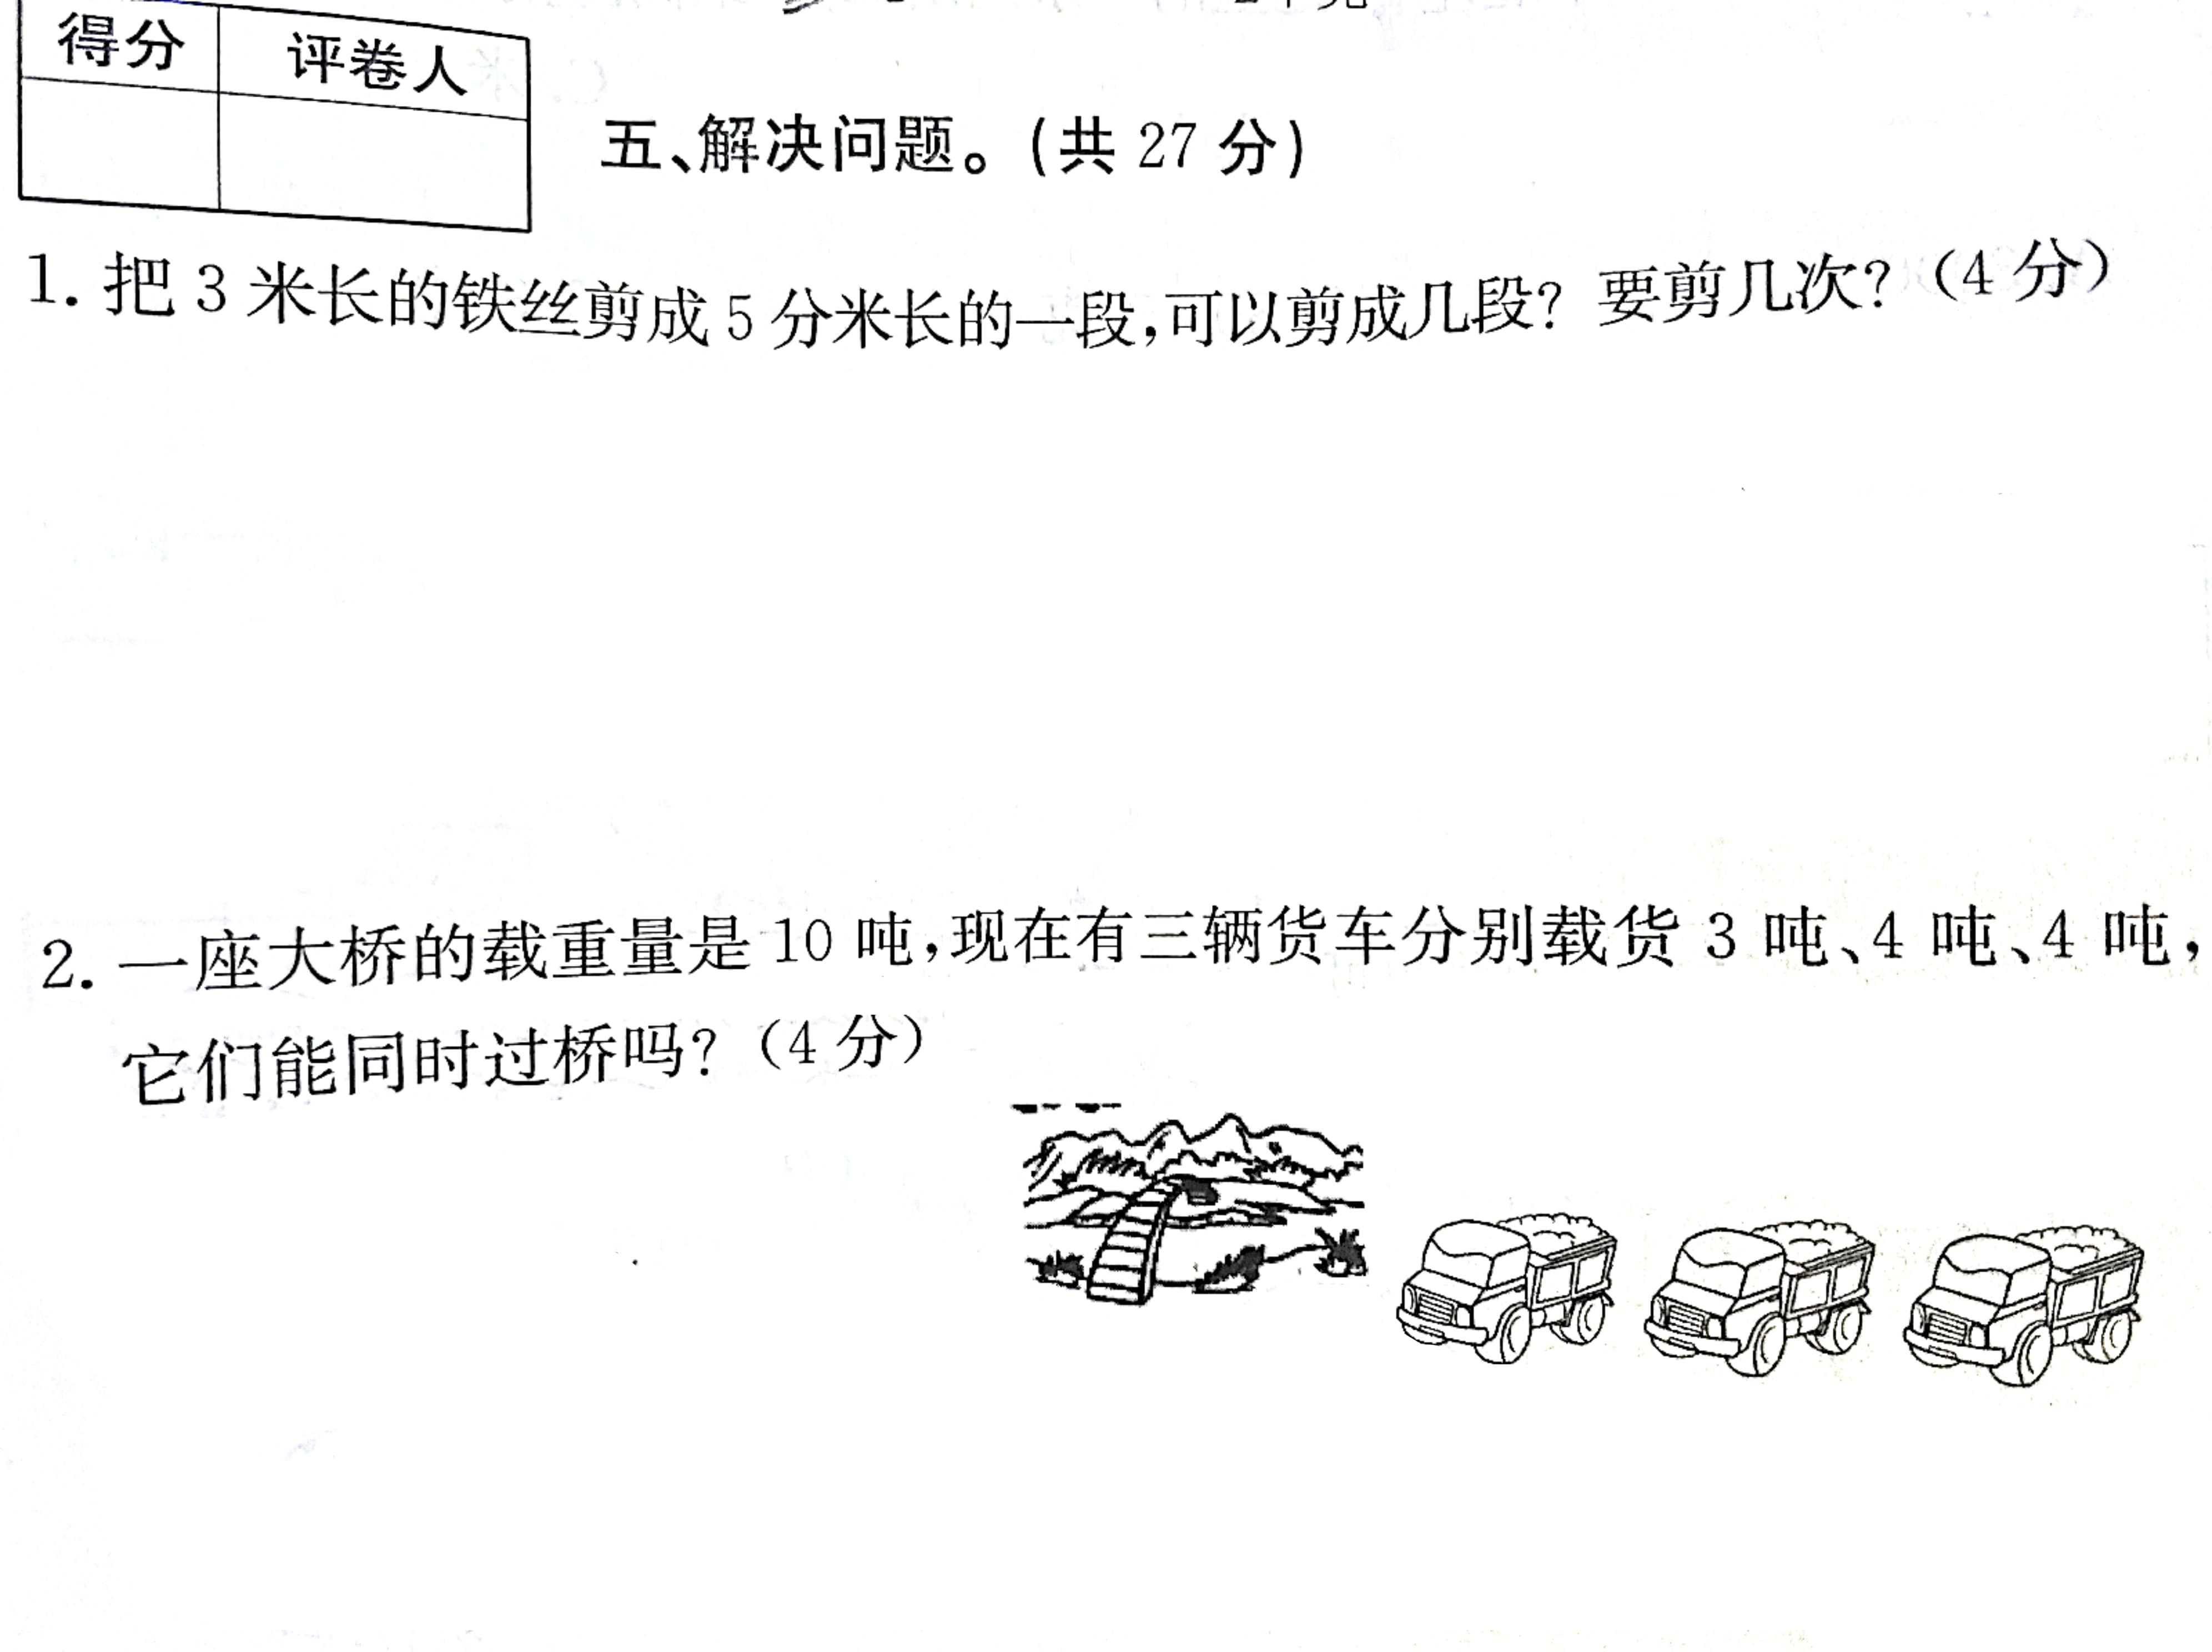 得分 评卷人
五、解决问题。(共 27 分)
1. 把 3 米长的铁丝剪成 5 分米长的一段,可以剪成几段? 要剪几次?(4 分)
2. 一座大桥的载重量是 10 吨,现在有三辆货车分别载货 3 吨、4 吨、4 吨,
它们能同时过桥吗?(4 分)